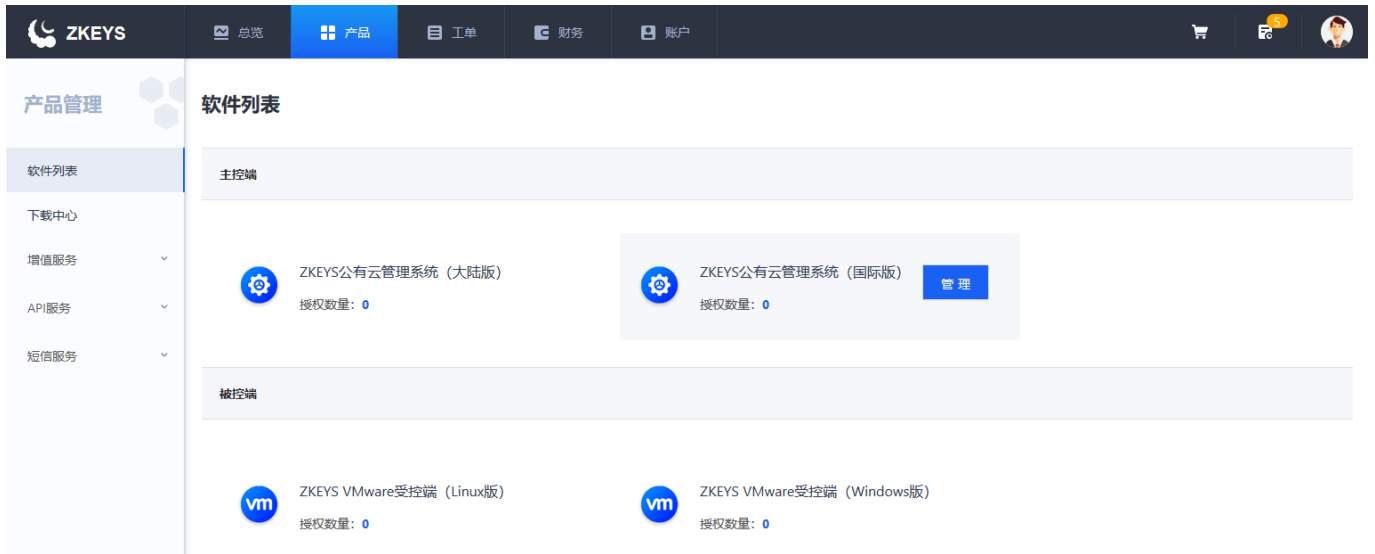 ZKEYS 总览 产品 工单 财务 账户 5
产品管理
软件列表
下载中心
增值服务
API服务
短信服务
软件列表
主控端
ZKEYS公有云管理系统（大陆版）
授权数量：0
ZKEYS公有云管理系统（国际版）
授权数量：0
管 理
被控端
vm
ZKEYS VMware受控端（Linux版）
授权数量：0
vm
ZKEYS VMware受控端（Windows版）
授权数量：0